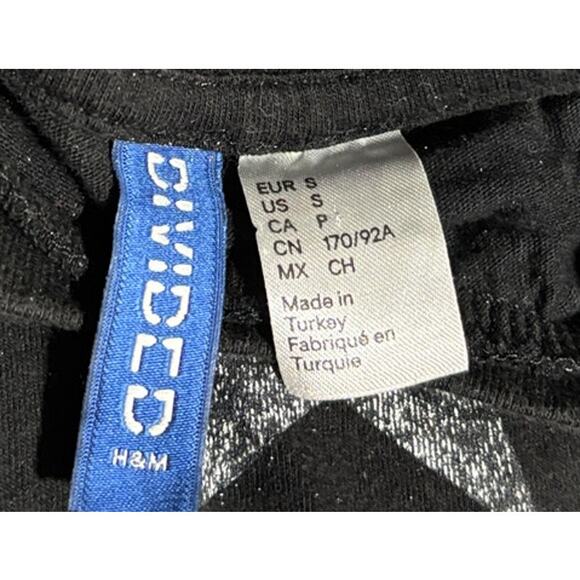 DIVIDED
H&M
EUR S
US S
CA P
CN 170/92A
MX CH
Made in
Turkey
Fabriqué en
Turquie